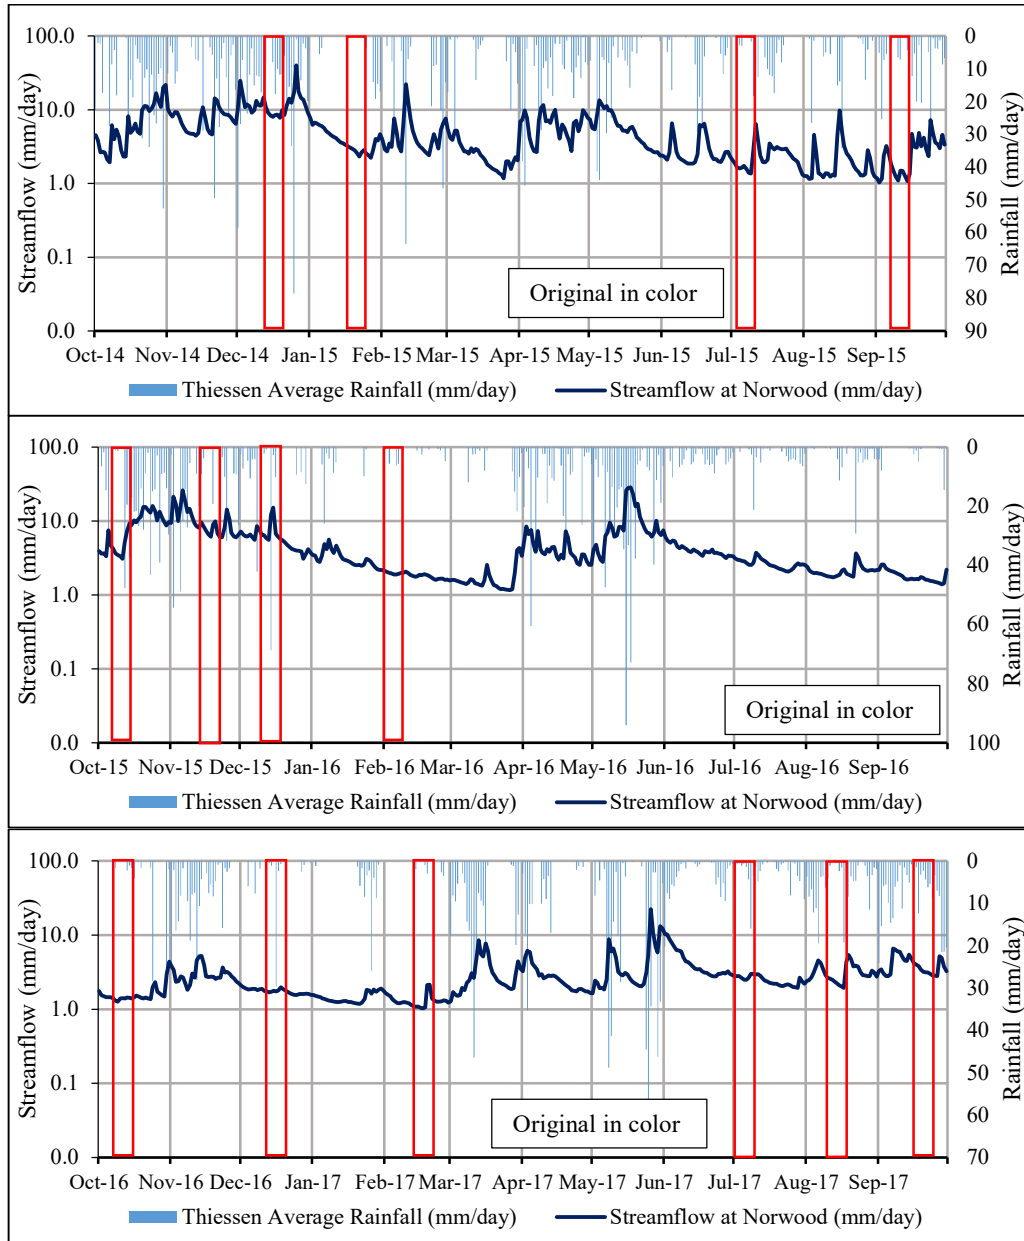 100.0
10.0
1.0
0.1
0.0
Streamflow (mm/day)
0
10
20
30
40
50
60
70
80
90
Rainfall (mm/day)
Original in color
Oct-14 Nov-14 Dec-14 Jan-15 Feb-15 Mar-15 Apr-15 May-15 Jun-15 Jul-15 Aug-15 Sep-15
Thiessen Average Rainfall (mm/day) Streamflow at Norwood (mm/day)
100.0
10.0
1.0
0.1
0.0
Streamflow (mm/day)
0
20
40
60
80
100
Rainfall (mm/day)
Original in color
Oct-15 Nov-15 Dec-15 Jan-16 Feb-16 Mar-16 Apr-16 May-16 Jun-16 Jul-16 Aug-16 Sep-16
Thiessen Average Rainfall (mm/day) Streamflow at Norwood (mm/day)
100.0
10.0
1.0
0.1
0.0
Streamflow (mm/day)
0
10
20
30
40
50
60
70
Rainfall (mm/day)
Original in color
Oct-16 Nov-16 Dec-16 Jan-17 Feb-17 Mar-17 Apr-17 May-17 Jun-17 Jul-17 Aug-17 Sep-17
Thiessen Average Rainfall (mm/day) Streamflow at Norwood (mm/day)